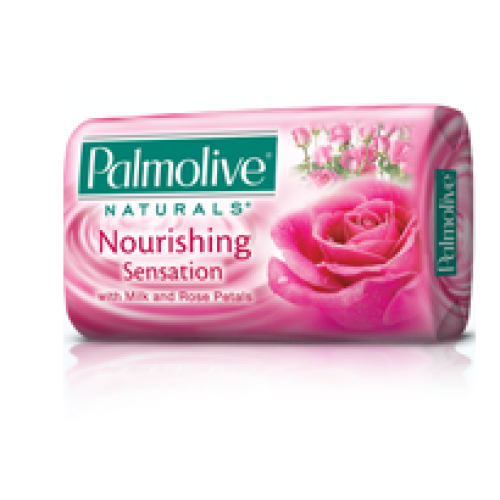 Palmolive®
NATURALS®
Nourishing
Sensation
with Milk and Rose Petals
Palmolive